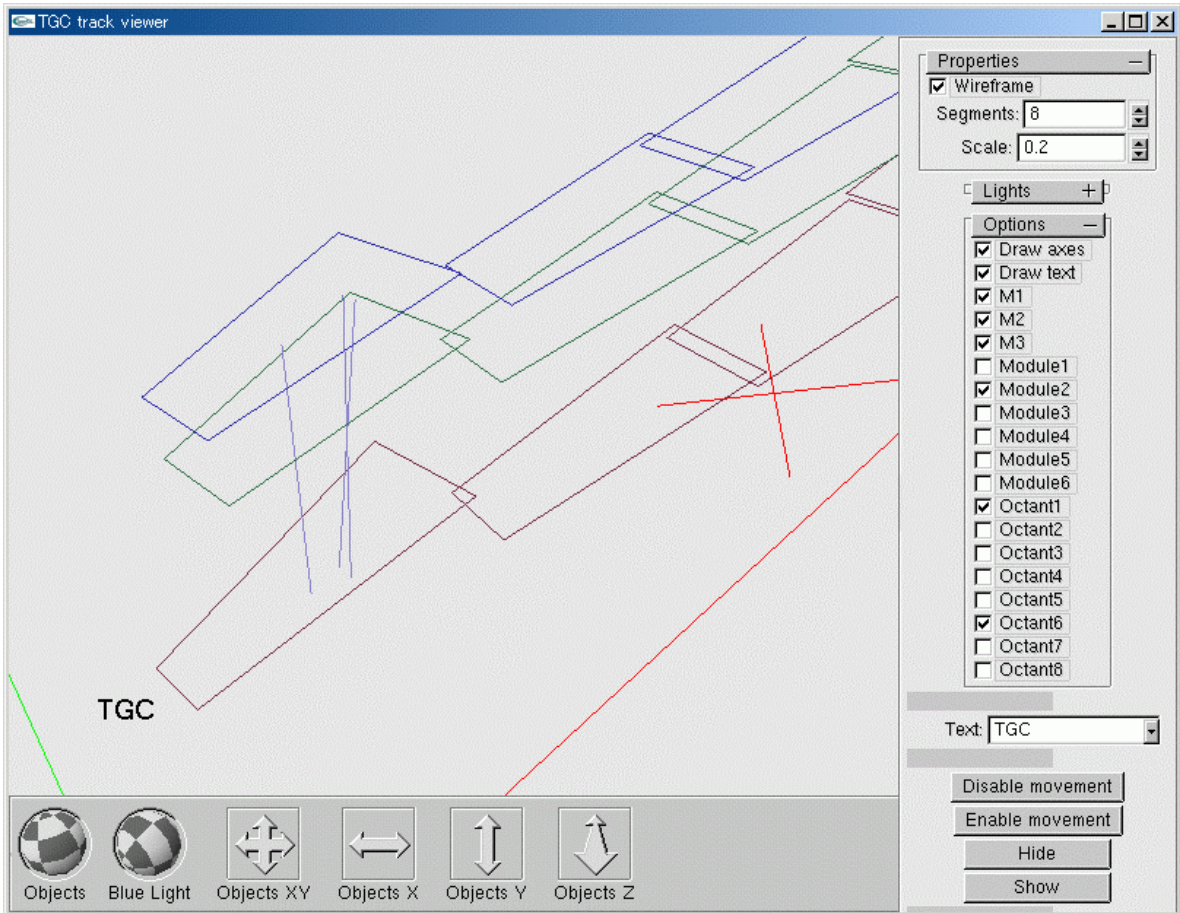 TGC track viewer
Properties
Wireframe
Segments: 8
Scale: 0.2
Lights
Options
Draw axes
Draw text
M1
M2
M3
Module1
Module2
Module3
Module4
Module5
Module6
Octant1
Octant2
Octant3
Octant4
Octant5
Octant6
Octant7
Octant8
TGC
Text: TGC
Disable movement
Enable movement
Hide
Show
Objects
Blue Light
Objects XY
Objects X
Objects Y
Objects Z